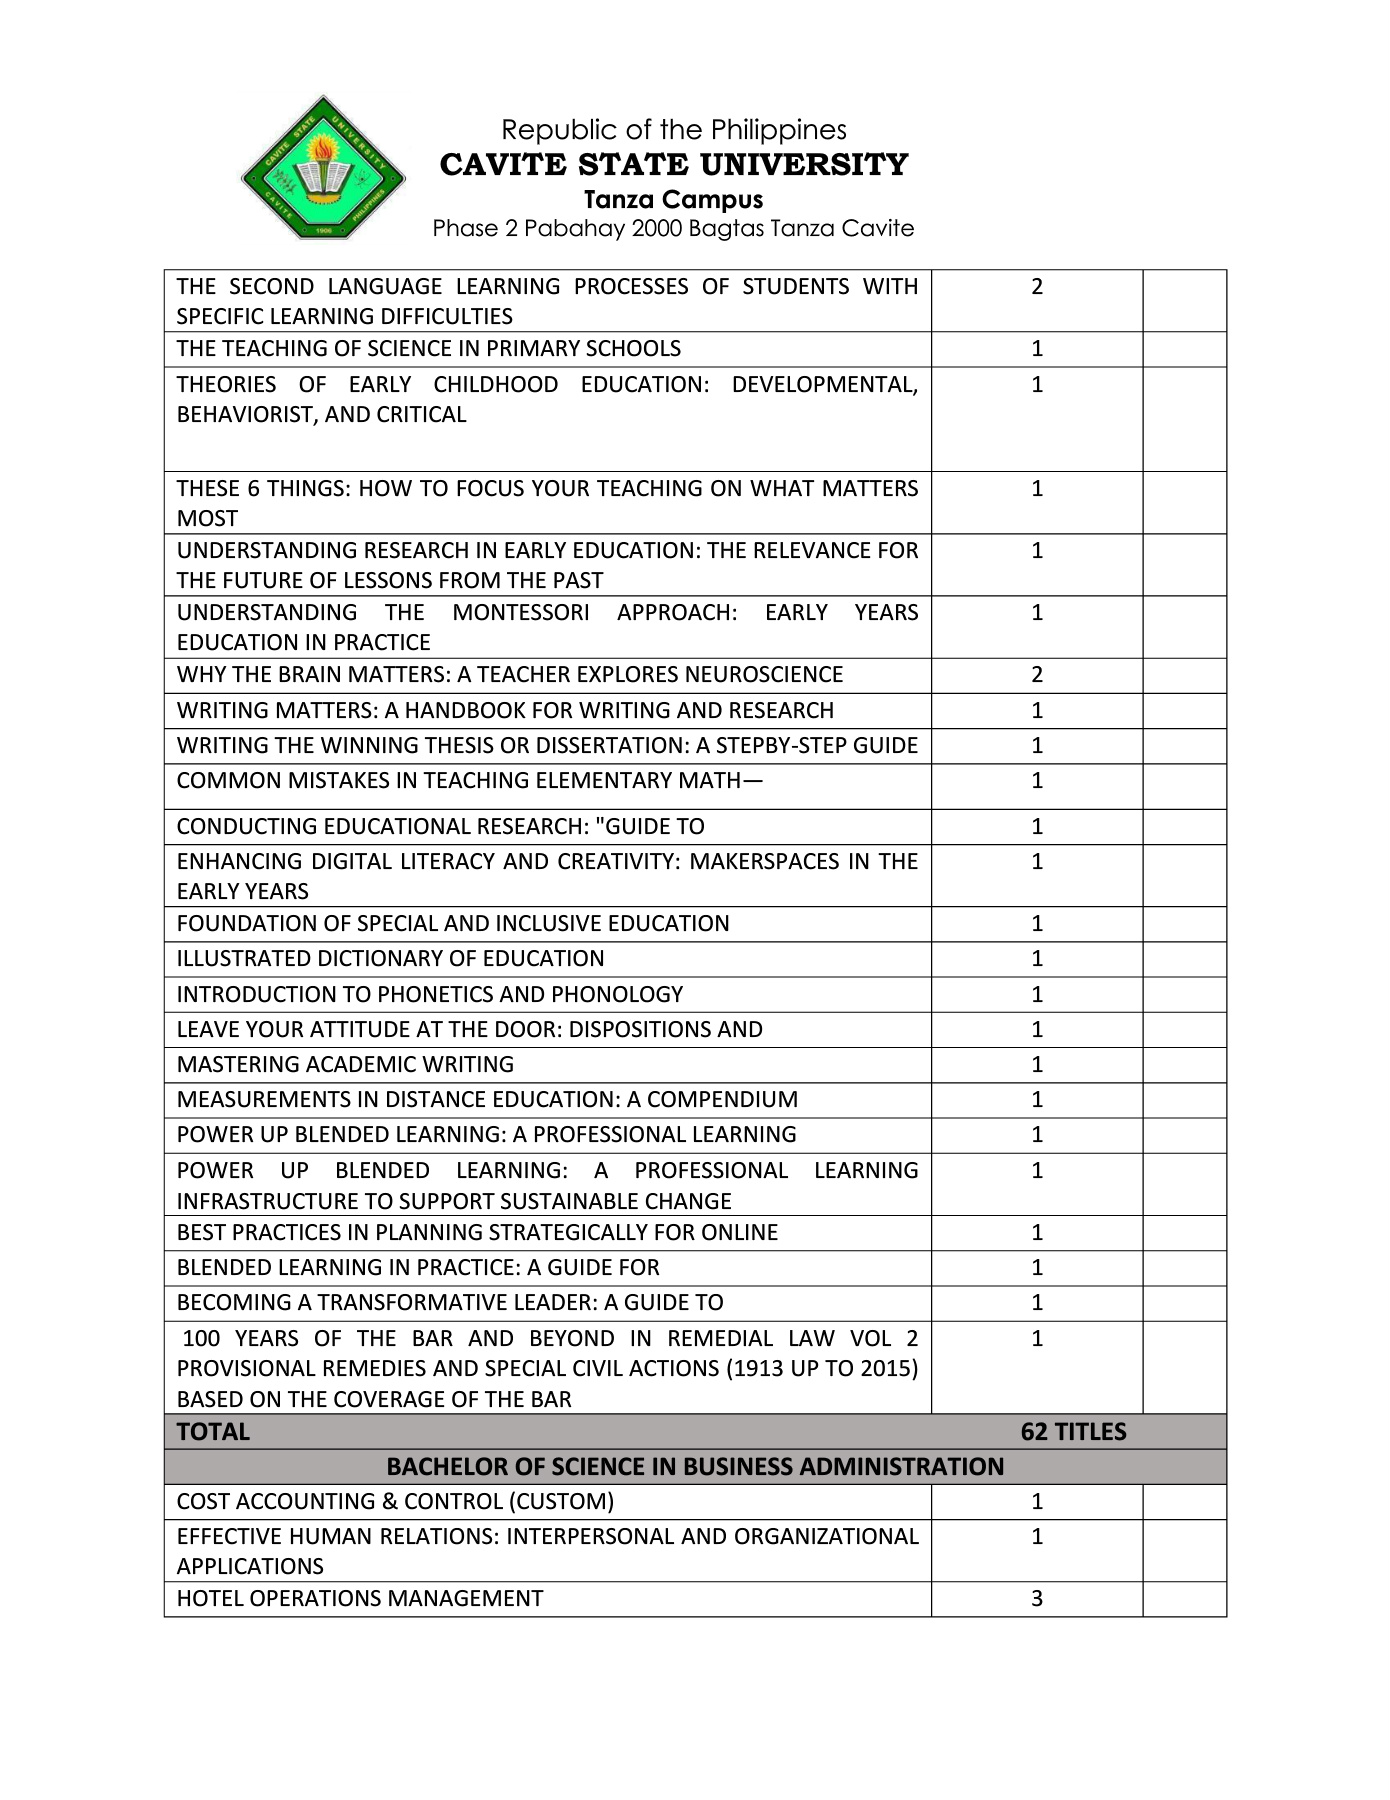 CAVITE STATE UNIVERSITY
CAVITE
PHILIPPINES
1906
Republic of the Philippines
CAVITE STATE UNIVERSITY
Tanza Campus
Phase 2 Pabahay 2000 Bagtas Tanza Cavite
THE SECOND LANGUAGE LEARNING PROCESSES OF STUDENTS WITH 2
SPECIFIC LEARNING DIFFICULTIES
THE TEACHING OF SCIENCE IN PRIMARY SCHOOLS 1
THEORIES OF EARLY CHILDHOOD EDUCATION: DEVELOPMENTAL, 1
BEHAVIORIST, AND CRITICAL
THESE 6 THINGS: HOW TO FOCUS YOUR TEACHING ON WHAT MATTERS 1
MOST
UNDERSTANDING RESEARCH IN EARLY EDUCATION: THE RELEVANCE FOR 1
THE FUTURE OF LESSONS FROM THE PAST
UNDERSTANDING THE MONTESSORI APPROACH: EARLY YEARS 1
EDUCATION IN PRACTICE
WHY THE BRAIN MATTERS: A TEACHER EXPLORES NEUROSCIENCE 2
WRITING MATTERS: A HANDBOOK FOR WRITING AND RESEARCH 1
WRITING THE WINNING THESIS OR DISSERTATION: A STEPBY-STEP GUIDE 1
COMMON MISTAKES IN TEACHING ELEMENTARY MATH— 1
CONDUCTING EDUCATIONAL RESEARCH: "GUIDE TO 1
ENHANCING DIGITAL LITERACY AND CREATIVITY: MAKERSPACES IN THE 1
EARLY YEARS
FOUNDATION OF SPECIAL AND INCLUSIVE EDUCATION 1
ILLUSTRATED DICTIONARY OF EDUCATION 1
INTRODUCTION TO PHONETICS AND PHONOLOGY 1
LEAVE YOUR ATTITUDE AT THE DOOR: DISPOSITIONS AND 1
MASTERING ACADEMIC WRITING 1
MEASUREMENTS IN DISTANCE EDUCATION: A COMPENDIUM 1
POWER UP BLENDED LEARNING: A PROFESSIONAL LEARNING 1
POWER UP BLENDED LEARNING: A PROFESSIONAL LEARNING 1
INFRASTRUCTURE TO SUPPORT SUSTAINABLE CHANGE
BEST PRACTICES IN PLANNING STRATEGICALLY FOR ONLINE 1
BLENDED LEARNING IN PRACTICE: A GUIDE FOR 1
BECOMING A TRANSFORMATIVE LEADER: A GUIDE TO 1
100 YEARS OF THE BAR AND BEYOND IN REMEDIAL LAW VOL 2 1
PROVISIONAL REMEDIES AND SPECIAL CIVIL ACTIONS (1913 UP TO 2015)
BASED ON THE COVERAGE OF THE BAR
TOTAL 62 TITLES
BACHELOR OF SCIENCE IN BUSINESS ADMINISTRATION
COST ACCOUNTING & CONTROL (CUSTOM) 1
EFFECTIVE HUMAN RELATIONS: INTERPERSONAL AND ORGANIZATIONAL 1
APPLICATIONS
HOTEL OPERATIONS MANAGEMENT 3